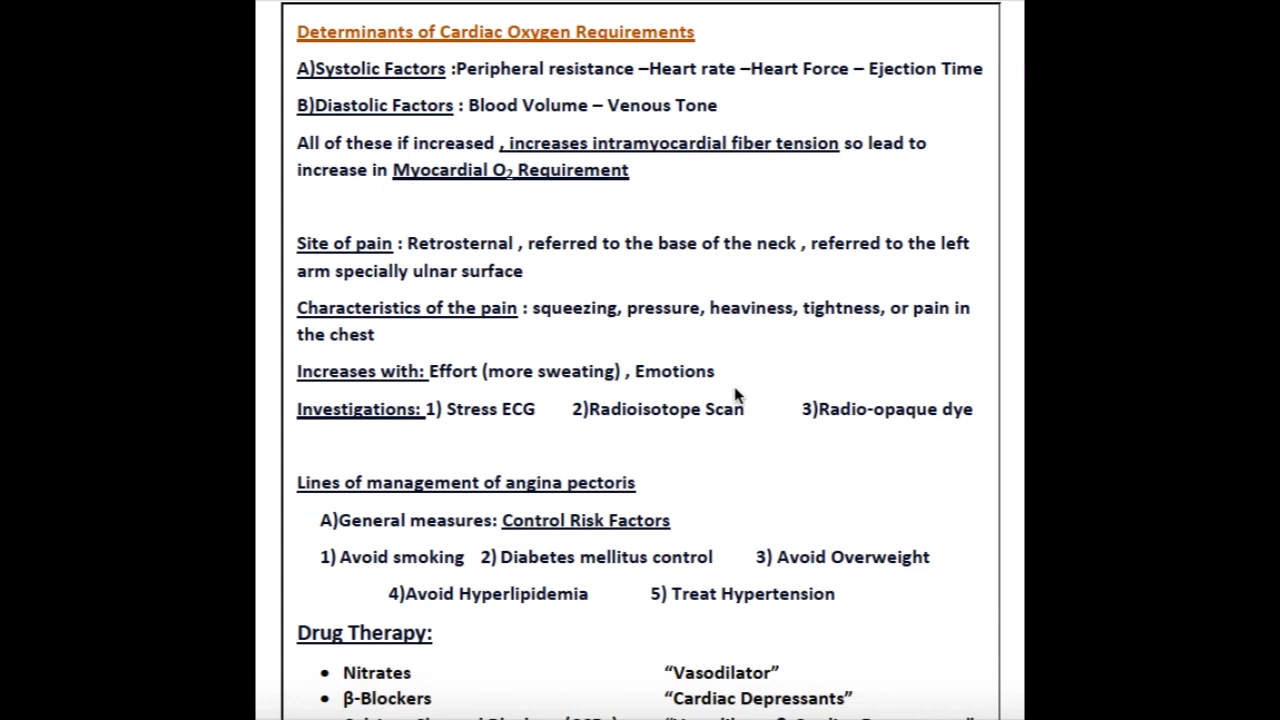 Determinants of Cardiac Oxygen Requirements
A)Systolic Factors :Peripheral resistance –Heart rate –Heart Force – Ejection Time
B)Diastolic Factors : Blood Volume – Venous Tone
All of these if increased , increases intramyocardial fiber tension so lead to
increase in Myocardial O₂ Requirement
Site of pain : Retrosternal , referred to the base of the neck , referred to the left
arm specially ulnar surface
Characteristics of the pain : squeezing, pressure, heaviness, tightness, or pain in
the chest
Increases with: Effort (more sweating) , Emotions
Investigations: 1) Stress ECG 2)Radioisotope Scan 3)Radio-opaque dye
Lines of management of angina pectoris
A)General measures: Control Risk Factors
1) Avoid smoking 2) Diabetes mellitus control 3) Avoid Overweight
4)Avoid Hyperlipidemia 5) Treat Hypertension
Drug Therapy:
• Nitrates “Vasodilator”
• β-Blockers “Cardiac Depressants”